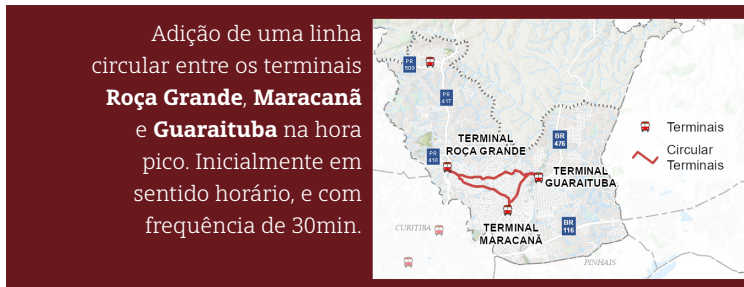 Adição de uma linha
circular entre os terminais
Roça Grande, Maracanã
e Guaraituba na hora
pico. Inicialmente em
sentido horário, e com
frequência de 30min.
PR
509
PR
417
TERMINAL
ROÇA GRANDE
BR
476
PR
410
TERMINAL
GUARAITUBA
TERMINAL
MARACANÃ
BR
116
CURITIBA
PINHAIS
Terminais
Circular
Terminais